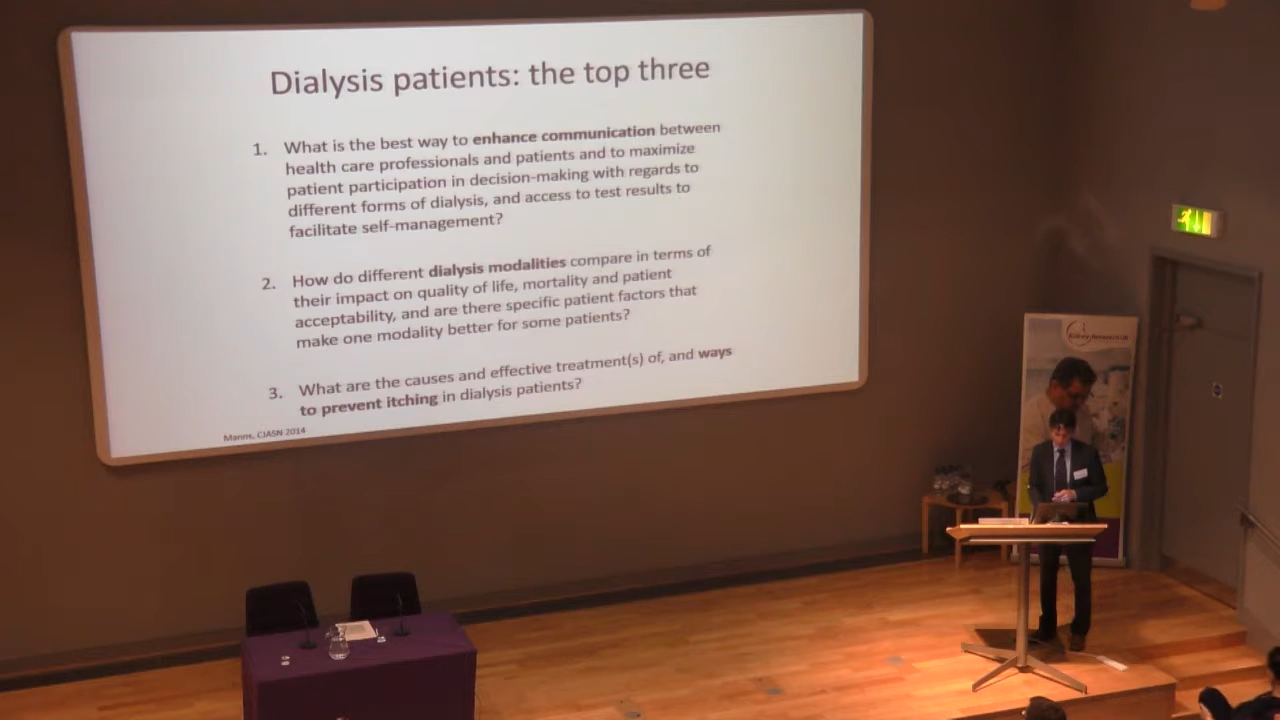 Dialysis patients: the top three
1. What is the best way to enhance communication between
health care professionals and patients and to maximize
patient participation in decision-making with regards to
different forms of dialysis, and access to test results to
facilitate self-management?
2. How do different dialysis modalities compare in terms of
their impact on quality of life, mortality and patient
acceptability, and are there specific patient factors that
make one modality better for some patients?
3. What are the causes and effective treatment(s) of, and ways
to prevent itching in dialysis patients?
Manns, CJASN 2014
Kidney Research UK